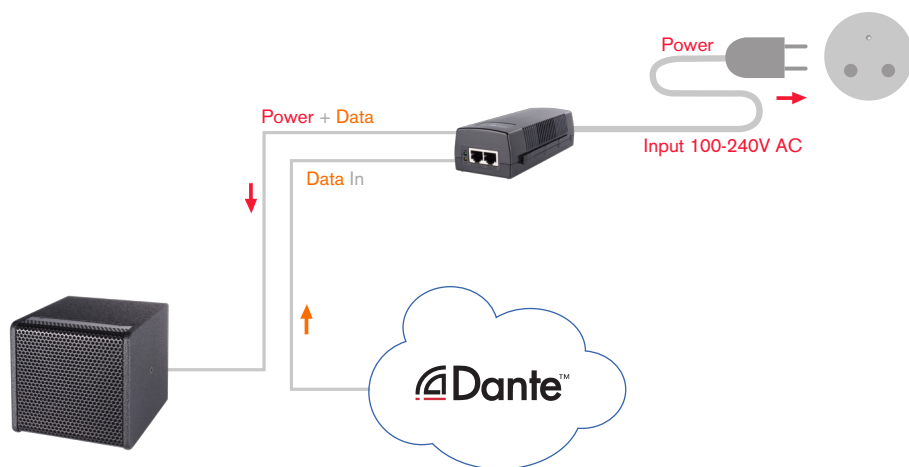 Power
Power + Data
Input 100-240V AC
Data In
Dante™